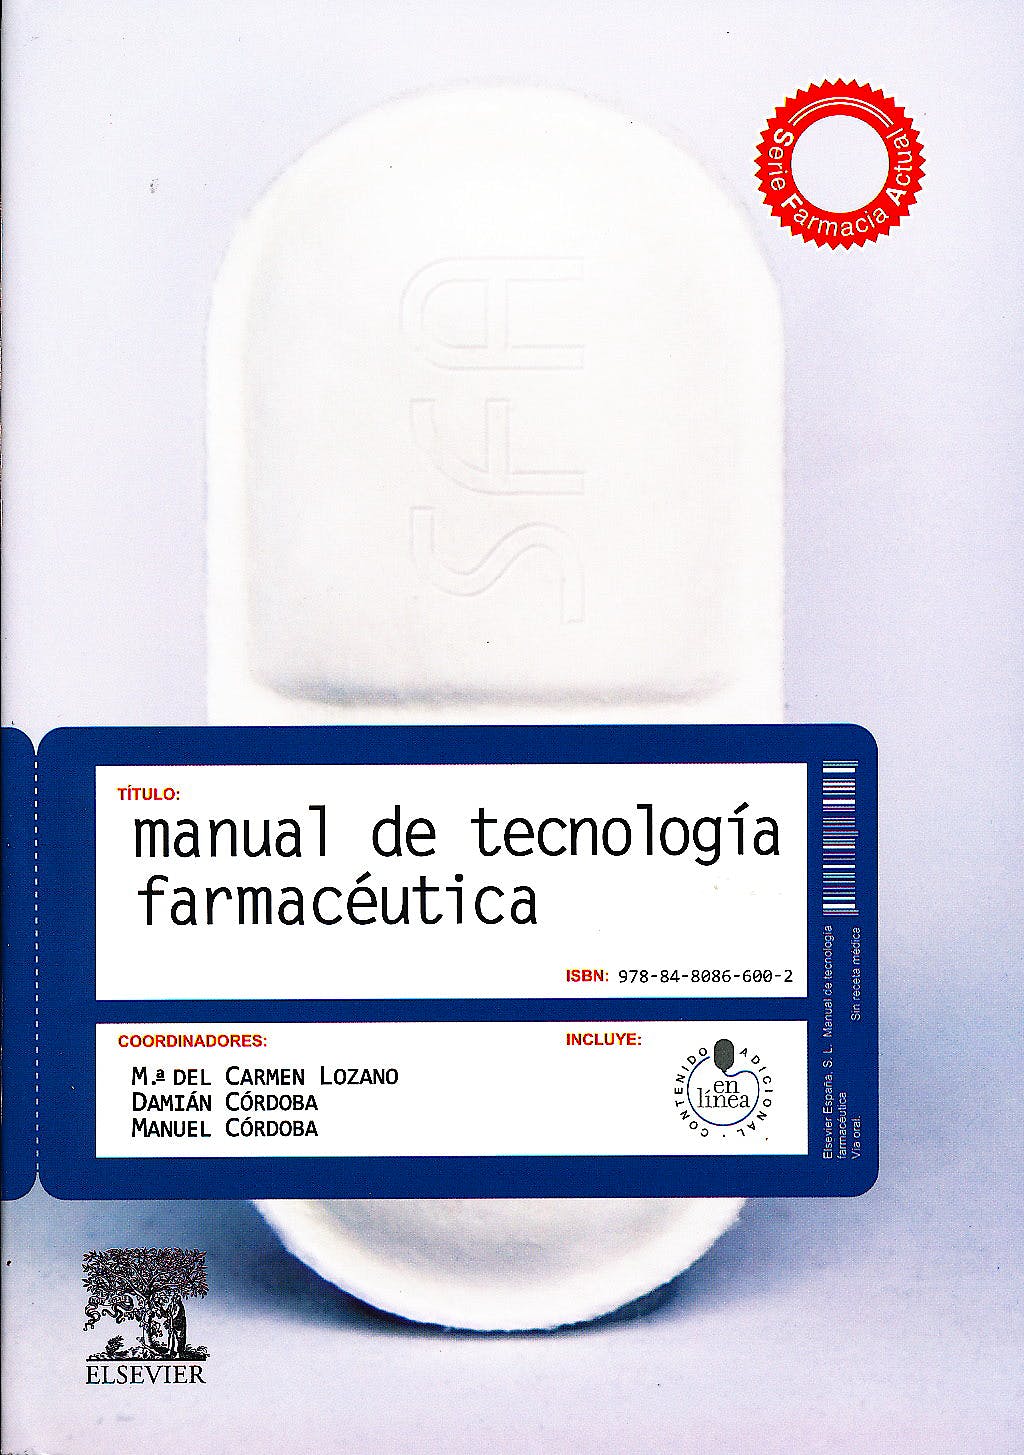 Serie Farmacia Actual
SFA
TÍTULO:
manual de tecnología
farmacéutica
ISBN: 978-84-8086-600-2
COORDINADORES:
M.ª DEL CARMEN LOZANO
DAMIÁN CÓRDOBA
MANUEL CÓRDOBA
INCLUYE:
CONTENIDO ADICIONAL
en
línea
Elsevier España, S. L. Manual de tecnología
farmacéutica
Vía oral. Sin receta médica
ELSEVIER